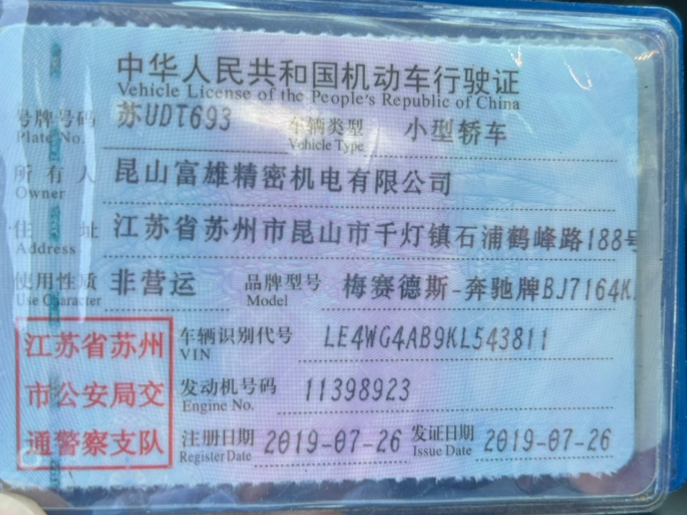 中华人民共和国机动车行驶证
Vehicle License of the People's Republic of China
号牌号码 苏UDT693 车辆类型 小型轿车
Plate No. Vehicle Type
所有人 昆山富雄精密机电有限公司
Owner
住址 江苏省苏州市昆山市千灯镇石浦鹤峰路188号
Address
使用性质 非营运 品牌型号 梅赛德斯-奔驰牌BJ7164K
Use Character Model
江苏省苏州
市公安局交
通警察支队
车辆识别代号 LE4WG4AB9KL543811
VIN
发动机号码 11398923
Engine No.
注册日期 2019-07-26 发证日期 2019-07-26
Register Date Issue Date